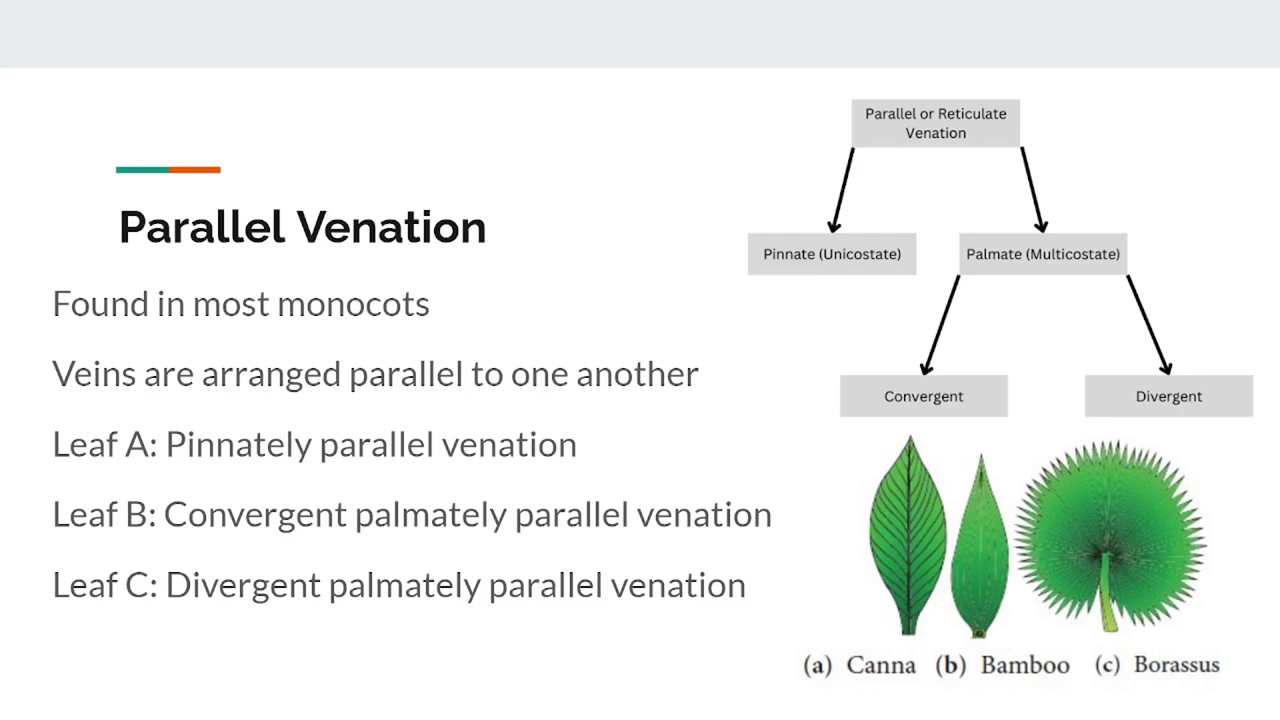 Parallel Venation
Found in most monocots
Veins are arranged parallel to one another
Leaf A: Pinnately parallel venation
Leaf B: Convergent palmately parallel venation
Leaf C: Divergent palmately parallel venation
Parallel or Reticulate
Venation
Pinnate (Unicostate)
Palmate (Multicostate)
Convergent
Divergent
(a) Canna (b) Bamboo (c) Borassus